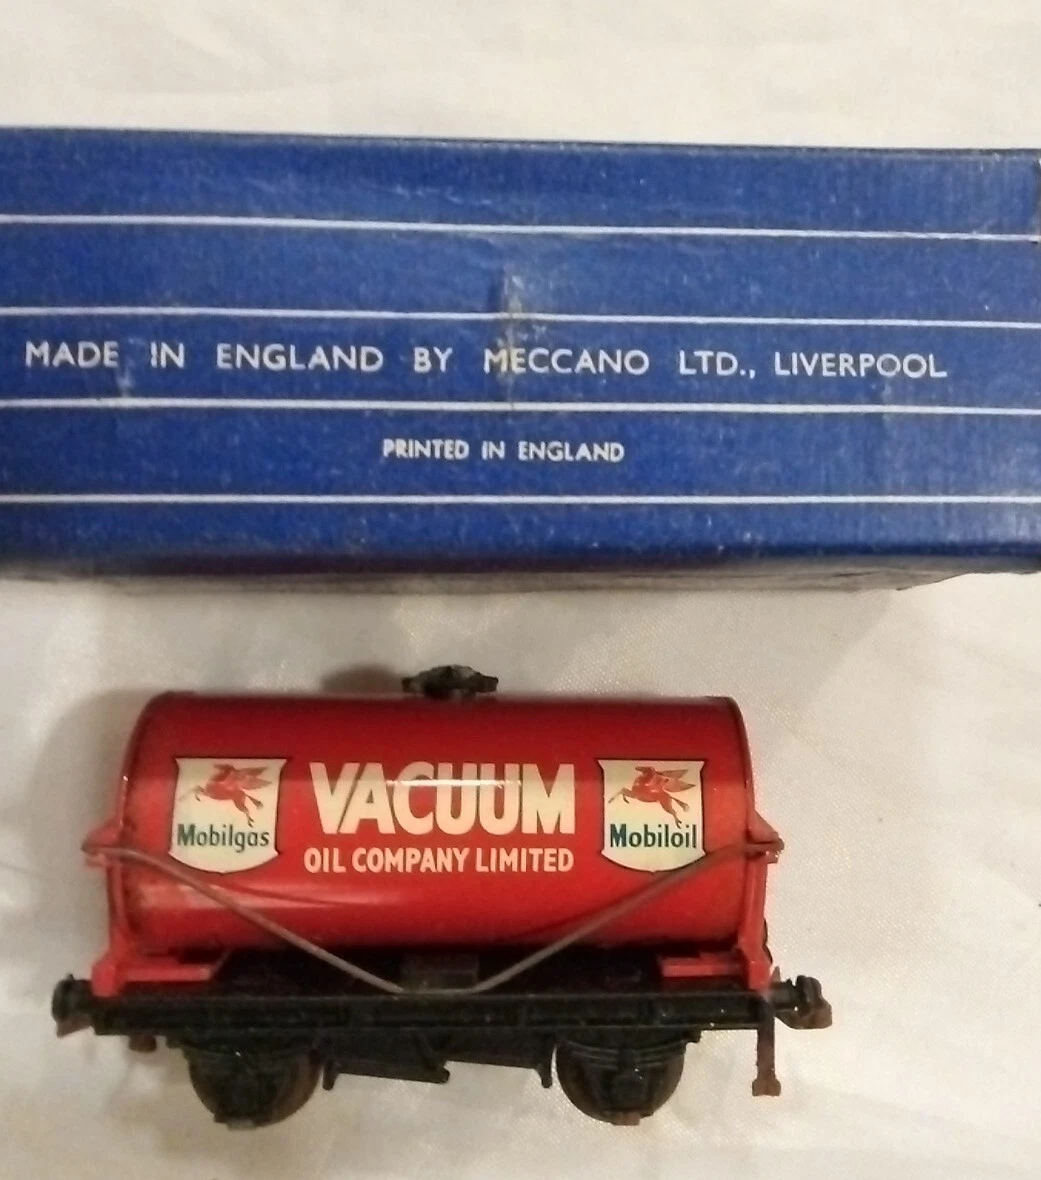 MADE IN ENGLAND BY MECCANO LTD., LIVERPOOL
PRINTED IN ENGLAND
VACUUM
OIL COMPANY LIMITED
Mobilgas
Mobiloil